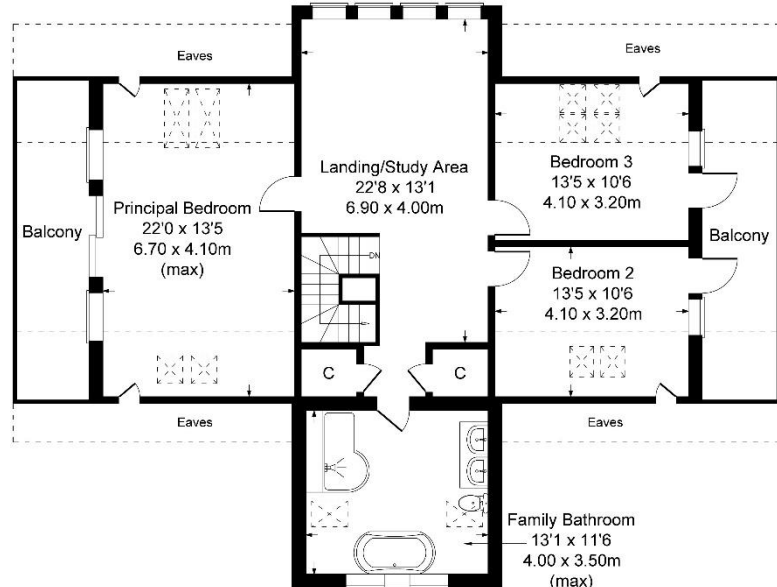 Eaves
Eaves
Landing/Study Area
22'8 x 13'1
6.90 x 4.00m
Bedroom 3
13'5 x 10'6
4.10 x 3.20m
Principal Bedroom
22'0 x 13'5
6.70 x 4.10m
(max)
Balcony
Balcony
DN
Bedroom 2
13'5 x 10'6
4.10 x 3.20m
C
C
Eaves
Eaves
Family Bathroom
13'1 x 11'6
4.00 x 3.50m
(max)